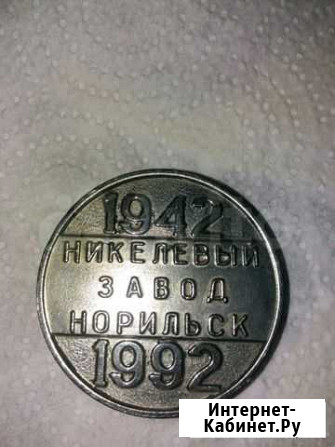 1942
НИКЕЛЕВЫЙ
ЗАВОД
НОРИЛЬСК
1992
Интернет-
Кабинет.Ру